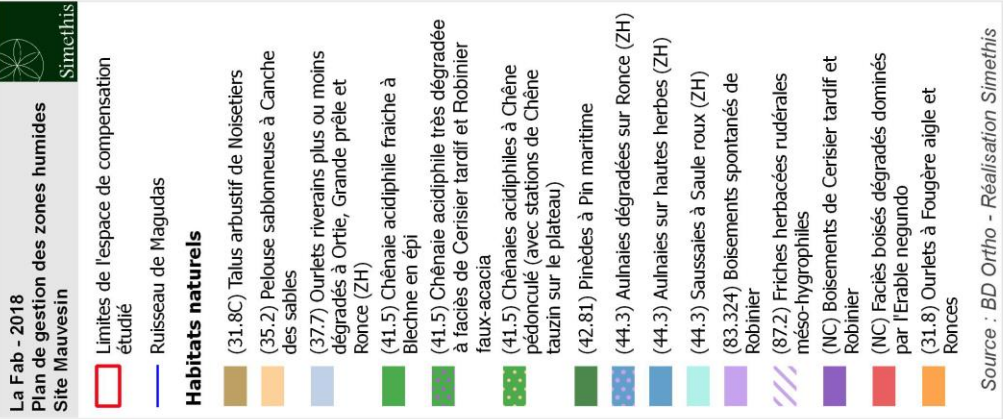 La Fab - 2018
Plan de gestion des zones humides
Site Mauvesin
Simethis
Limites de l'espace de compensation
étudié
Ruisseau de Magudas
Habitats naturels
(31.8C) Talus arbustif de Noisetiers
(35.2) Pelouse sablonneuse à Canche
des sables
(37.7) Ourlets riverains plus ou moins
dégradés à Ortie, Grande prêle et
Ronce (ZH)
(41.5) Chênaie acidiphile fraiche à
Blechne en épi
(41.5) Chênaie acidiphile très dégradée
à faciès de Cerisier tardif et Robinier
faux-acacia
(41.5) Chênaies acidiphiles à Chêne
pédonculé (avec stations de Chêne
tauzin sur le plateau)
(42.81) Pinèdes à Pin maritime
(44.3) Aulnaies dégradées sur Ronce (ZH)
(44.3) Aulnaies sur hautes herbes (ZH)
(44.3) Saussaies à Saule roux (ZH)
(83.324) Boisements spontanés de
Robinier
(87.2) Friches herbacées rudérales
méso-hygrophiles
(NC) Boisements de Cerisier tardif et
Robinier
(NC) Faciès boisés dégradés dominés
par l'Erable negundo
(31.8) Ourlets à Fougère aigle et
Ronces
Source : BD Ortho - Réalisation Simethis